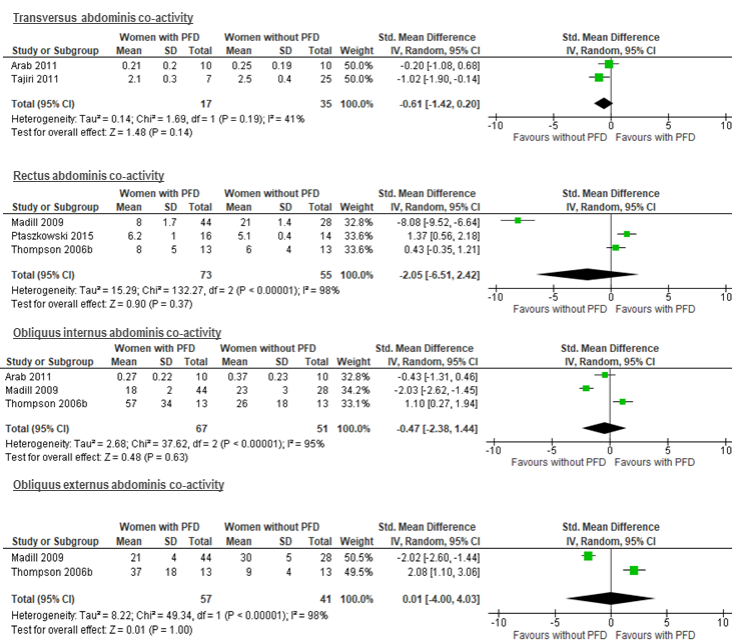 Transversus abdominis co-activity
Women with PFD Women without PFD Std. Mean Difference Std. Mean Difference
Study or Subgroup Mean SD Total Mean SD Total Weight IV, Random, 95% CI IV, Random, 95% CI
Arab 2011 0.21 0.2 10 0.25 0.19 10 50.0% -0.20 [-1.08, 0.68]
Tajiri 2011 2.1 0.3 7 2.5 0.4 25 50.0% -1.02 [-1.90, -0.14]
Total (95% CI) 17 35 100.0% -0.61 [-1.42, 0.20]
Heterogeneity: Tau² = 0.14; Chi² = 1.69, df = 1 (P = 0.19); I² = 41%
Test for overall effect: Z = 1.48 (P = 0.14)
-10 -5 0 5 10
Favours without PFD Favours with PFD
Rectus abdominis co-activity
Women with PFD Women without PFD Std. Mean Difference Std. Mean Difference
Study or Subgroup Mean SD Total Mean SD Total Weight IV, Random, 95% CI IV, Random, 95% CI
Madill 2009 8 1.7 44 21 1.4 28 32.8% -8.08 [-9.52, -6.64]
Ptaszkowski 2015 6.2 1 16 5.1 0.4 14 33.6% 1.37 [0.56, 2.18]
Thompson 2006b 8 5 13 6 4 13 33.6% 0.43 [-0.35, 1.21]
Total (95% CI) 73 55 100.0% -2.05 [-6.51, 2.42]
Heterogeneity: Tau² = 15.29; Chi² = 132.27, df = 2 (P < 0.00001); I² = 98%
Test for overall effect: Z = 0.90 (P = 0.37)
-10 -5 0 5 10
Favours without PFD Favours with PFD
Obliquus internus abdominis co-activity
Women with PFD Women without PFD Std. Mean Difference Std. Mean Difference
Study or Subgroup Mean SD Total Mean SD Total Weight IV, Random, 95% CI IV, Random, 95% CI
Arab 2011 0.27 0.22 10 0.37 0.23 10 32.8% -0.43 [-1.31, 0.46]
Madill 2009 18 2 44 23 3 28 34.2% -2.03 [-2.62, -1.45]
Thompson 2006b 57 34 13 26 18 13 33.1% 1.10 [0.27, 1.94]
Total (95% CI) 67 51 100.0% -0.47 [-2.38, 1.44]
Heterogeneity: Tau² = 2.68; Chi² = 37.62, df = 2 (P < 0.00001); I² = 95%
Test for overall effect: Z = 0.48 (P = 0.63)
-10 -5 0 5 10
Favours without PFD Favours with PFD
Obliquus externus abdominis co-activity
Women with PFD Women without PFD Std. Mean Difference Std. Mean Difference
Study or Subgroup Mean SD Total Mean SD Total Weight IV, Random, 95% CI IV, Random, 95% CI
Madill 2009 21 4 44 30 5 28 50.5% -2.02 [-2.60, -1.44]
Thompson 2006b 37 18 13 9 4 13 49.5% 2.08 [1.10, 3.06]
Total (95% CI) 57 41 100.0% 0.01 [-4.00, 4.03]
Heterogeneity: Tau² = 8.22; Chi² = 49.34, df = 1 (P < 0.00001); I² = 98%
Test for overall effect: Z = 0.01 (P = 1.00)
-10 -5 0 5 10
Favours without PFD Favours with PFD